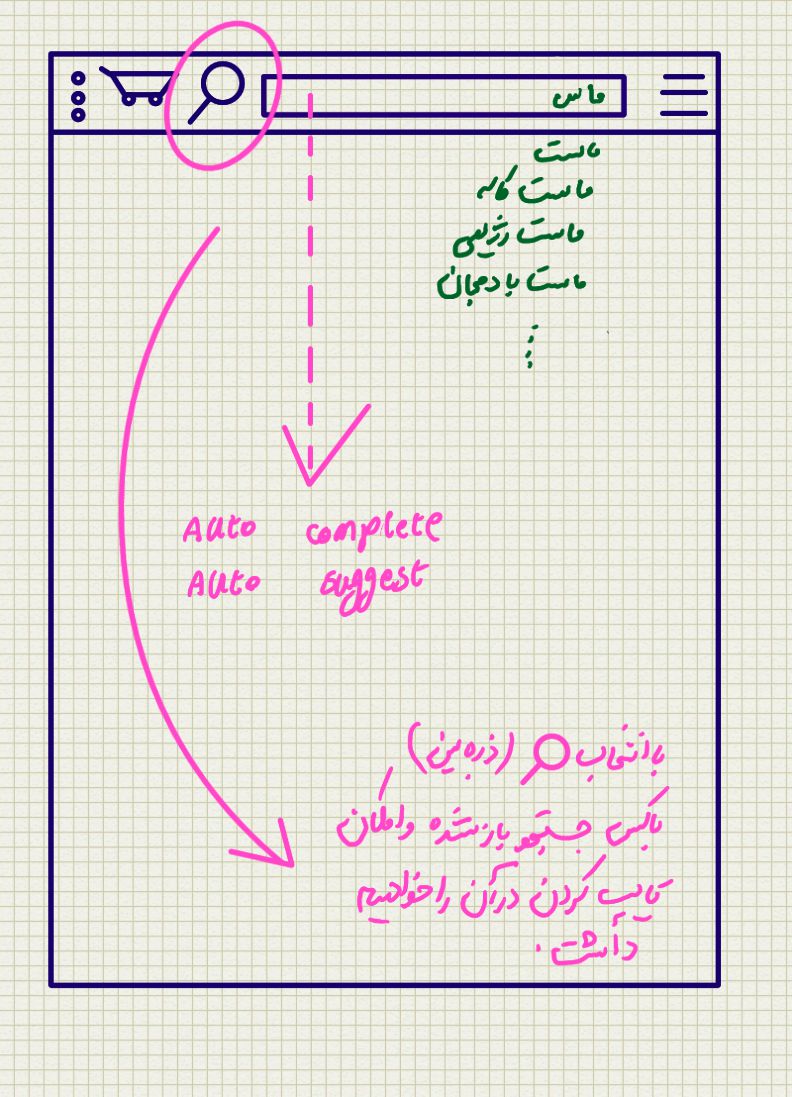 ماس
ماست
ماست کاله
ماست رژیمی
ماست بادمجان
Auto complete
Auto suggest
با انتخاب (ذره‌بین)
باکس جستجو باز شده و امکان
تایپ کردن در آن را خواهیم
داشت.